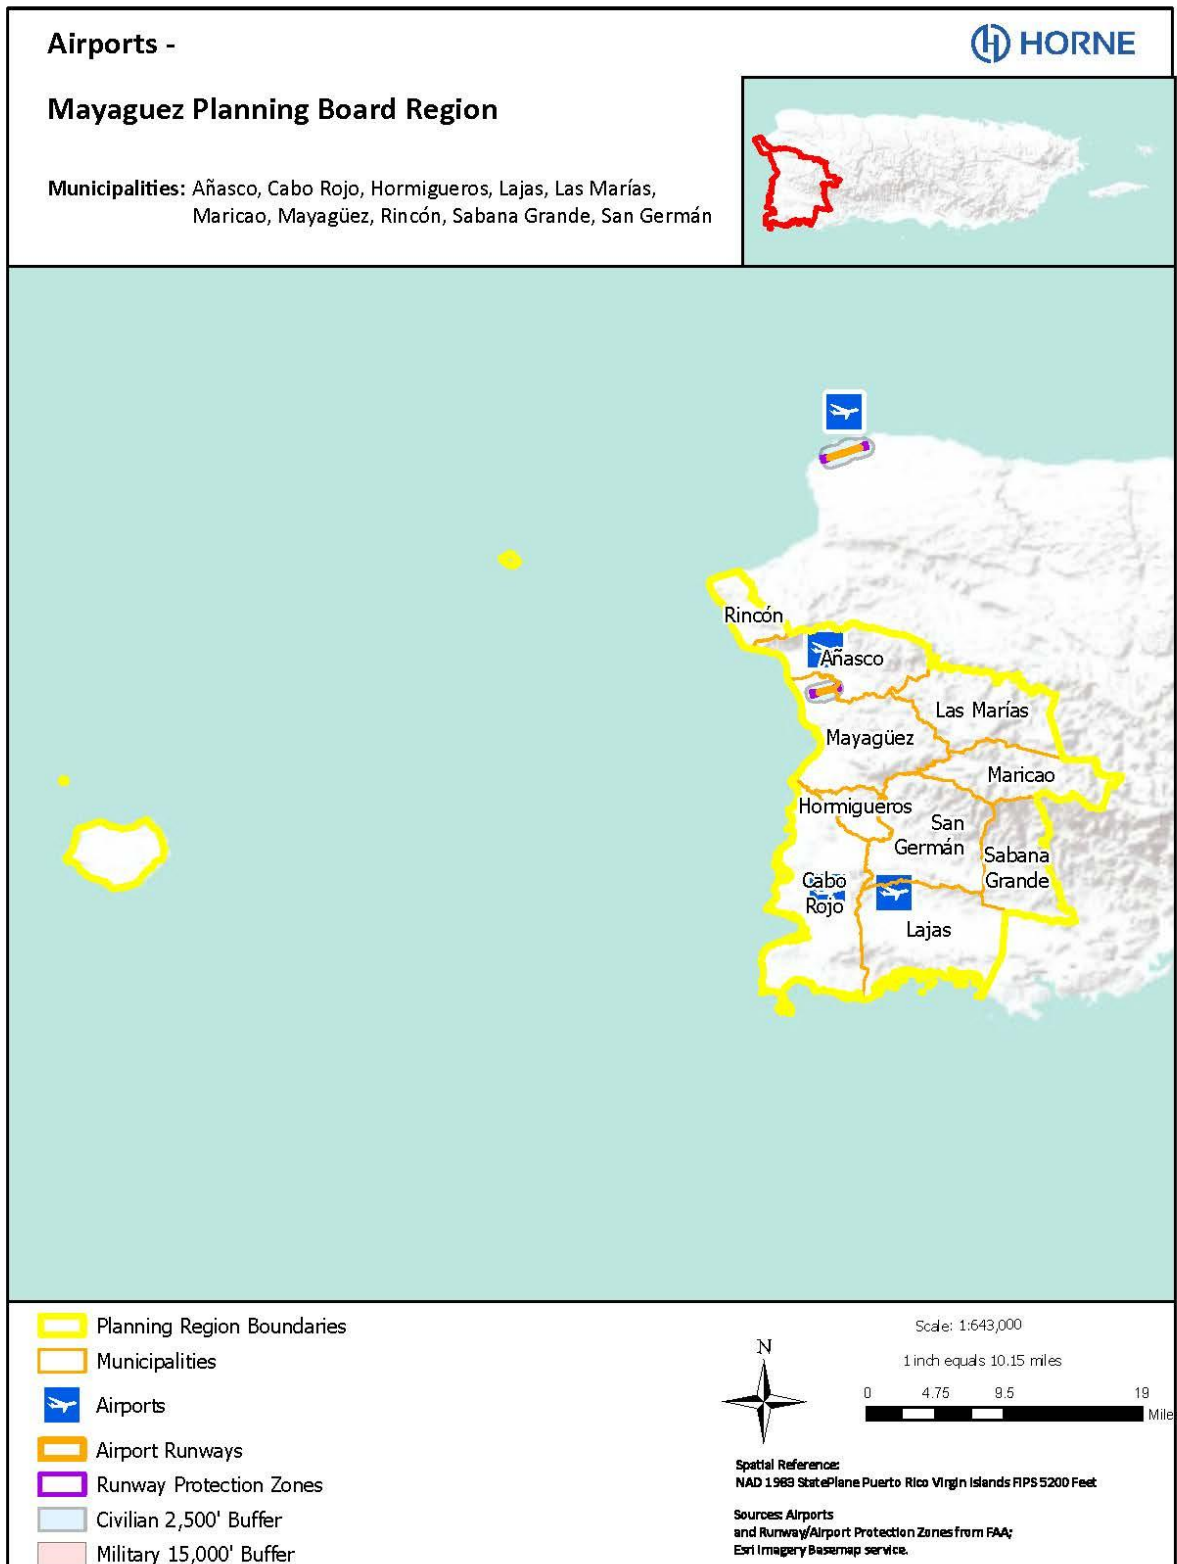 Airports -
HORNE
Mayaguez Planning Board Region
Municipalities: Añasco, Cabo Rojo, Hormigueros, Lajas, Las Marías,
Maricao, Mayagüez, Rincón, Sabana Grande, San Germán
Rincón
Añasco
Las Marías
Mayagüez
Maricao
Hormigueros
San
Germán
Sabana
Grande
Cabo
Rojo
Lajas
Planning Region Boundaries
Municipalities
Airports
Airport Runways
Runway Protection Zones
Civilian 2,500' Buffer
Military 15,000' Buffer
N
Scale: 1:643,000
1 inch equals 10.15 miles
0 4.75 9.5 19
Mile
Spatial Reference:
NAD 1983 StatePlane Puerto Rico Virgin Islands FIPS 5200 Feet
Sources: Airports
and Runway/Airport Protection Zones from FAA;
Esri Imagery Basemap service.